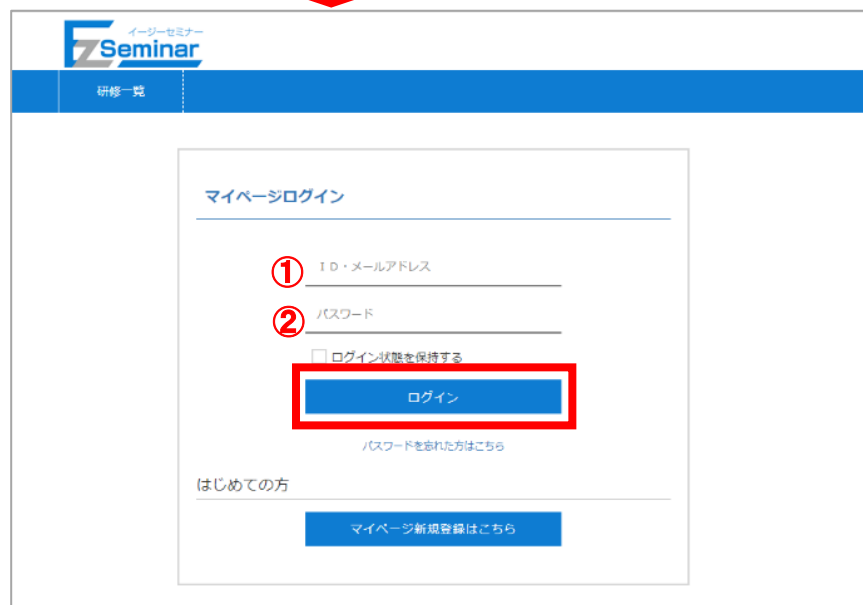 イージーセミナー
EzSeminar
研修一覧
マイページログイン
① ＩＤ・メールアドレス
② パスワード
ログイン状態を保持する
ログイン
パスワードを忘れた方はこちら
はじめての方
マイページ新規登録はこちら